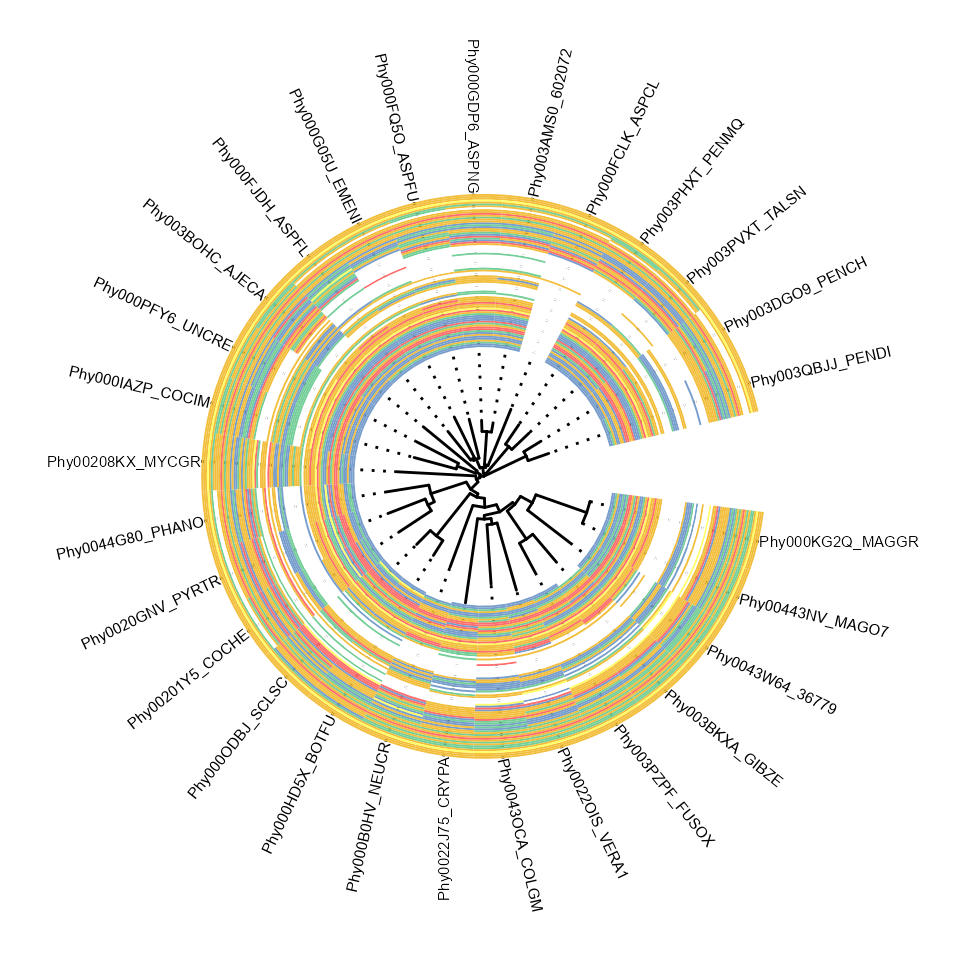 Phy000GDP6_ASPNG
Phy003AMS0_602072
Phy000FCLK_ASPCL
Phy003PHXT_PENMQ
Phy003PVXT_TALSN
Phy003DGO9_PENCH
Phy003QBJJ_PENDI
Phy000KG2Q_MAGGR
Phy00443NV_MAGO7
Phy0043W64_36779
Phy003BKXA_GIBZE
Phy003PZPF_FUSOX
Phy0022OIS_VERA1
Phy0043OCA_COLGM
Phy0022J75_CRYPA
Phy000B0HV_NEUCR
Phy000HD5X_BOTFU
Phy000ODBJ_SCLSC
Phy00201Y5_COCHE
Phy0020GNV_PYRTR
Phy0044G80_PHANO
Phy00208KX_MYCGR
Phy000IAZP_COCIM
Phy000PFY6_UNCRE
Phy003BOHC_AJECA
Phy000FJDH_ASPFL
Phy000G05U_EMENI
Phy000FQ5O_ASPFU